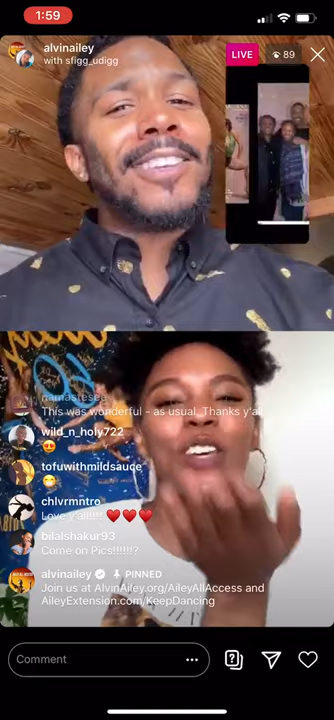 1:59
alvinailey
with sfigg_udigg
LIVE
89
namastesee
This was wonderful - as usual. Thanks y'all
wild_n_holy722
😍
tofuwithmildsauce
😁
chlvrmntro
Love y'all!!!! ❤️❤️❤️
bilalshakur93
Come on Pics!!!!!!?
alvinailey PINNED
Join us at AlvinAiley.org/AileyAllAccess and
AileyExtension.com/KeepDancing
Comment